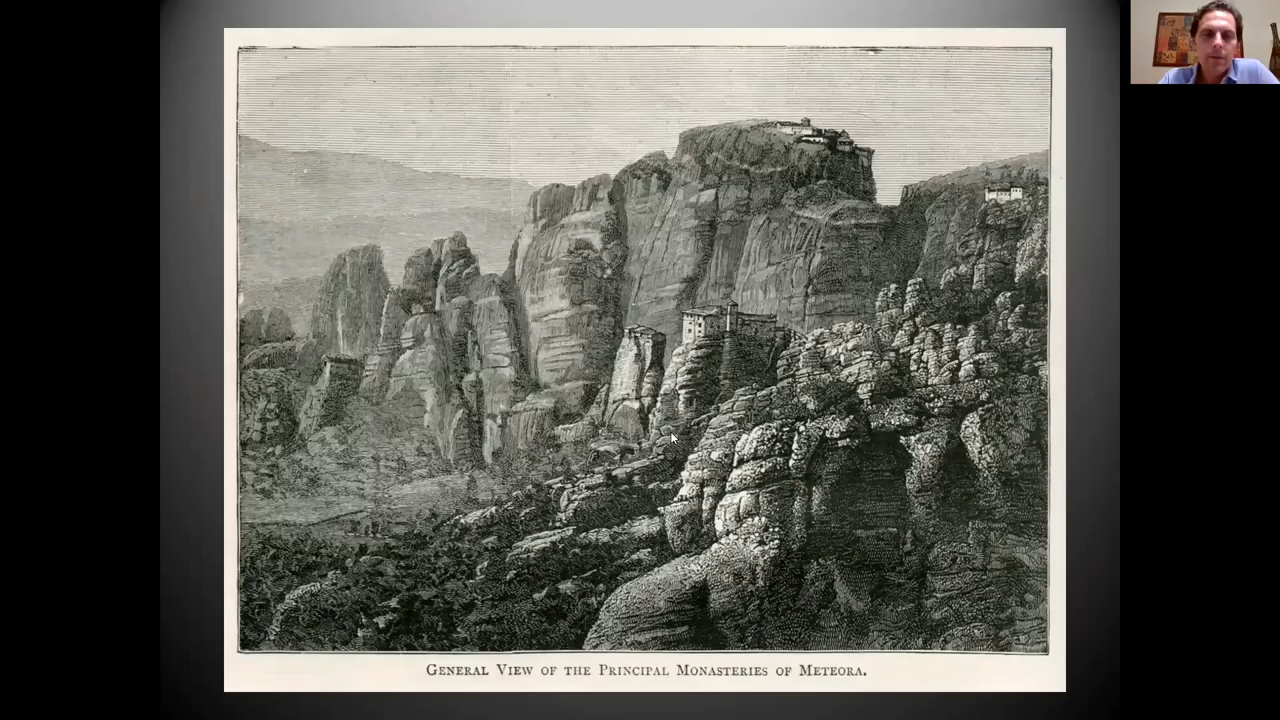 General View of the Principal Monasteries of Meteora.